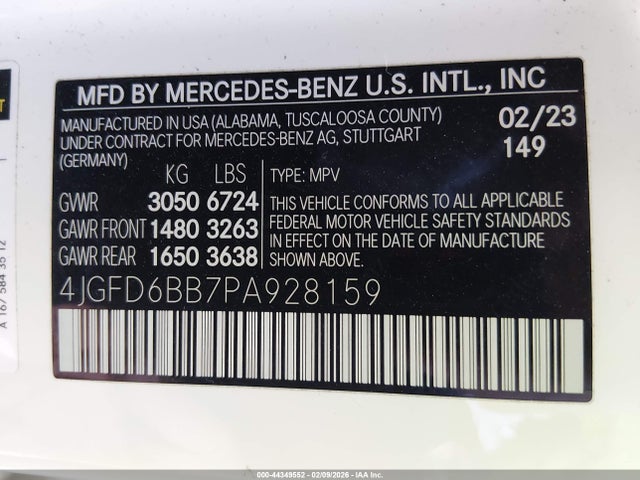 MFD BY MERCEDES-BENZ U.S. INTL., INC
MANUFACTURED IN USA (ALABAMA, TUSCALOOSA COUNTY)
UNDER CONTRACT FOR MERCEDES-BENZ AG, STUTTGART
(GERMANY)
02/23
149
KG LBS
GVWR 3050 6724
GAWR FRONT 1480 3263
GAWR REAR 1650 3638
TYPE: MPV
THIS VEHICLE CONFORMS TO ALL APPLICABLE
FEDERAL MOTOR VEHICLE SAFETY STANDARDS
IN EFFECT ON THE DATE OF MANUFACTURE
SHOWN ABOVE.
4JGFD6BB7PA928159
A 167 584 35 12
000-44349552 - 02/09/2026 - IAA Inc.